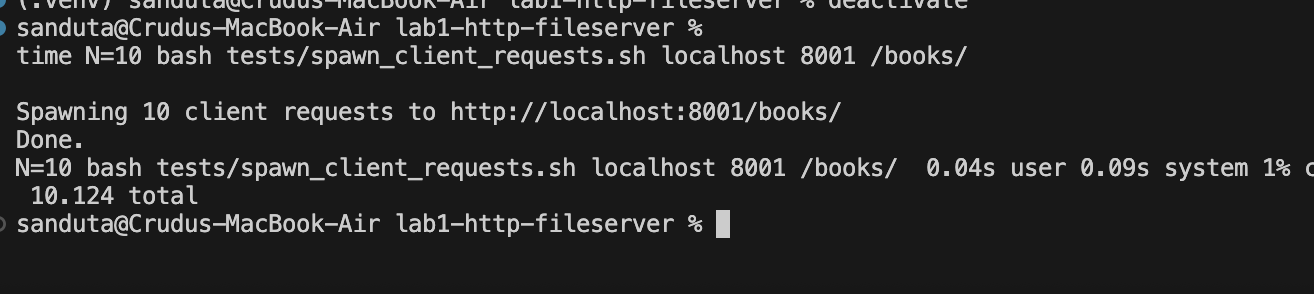 (.venv) sanduta@Crudus-MacBook-Air lab1-http-fileserver % deactivate
sanduta@Crudus-MacBook-Air lab1-http-fileserver %
time N=10 bash tests/spawn_client_requests.sh localhost 8001 /books/
Spawning 10 client requests to http://localhost:8001/books/
Done.
N=10 bash tests/spawn_client_requests.sh localhost 8001 /books/  0.04s user 0.09s system 1% c
10.124 total
sanduta@Crudus-MacBook-Air lab1-http-fileserver %